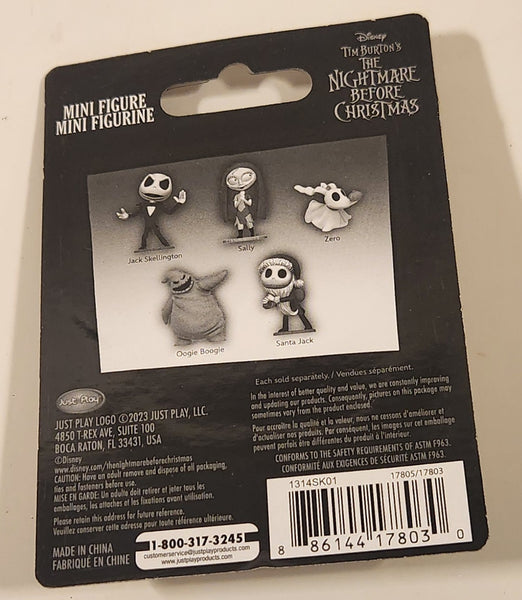 MINI FIGURE
MINI FIGURINE
Disney
TIM BURTON'S
THE
NIGHTMARE
BEFORE
CHRISTMAS
Jack Skellington
Sally
Zero
Oogie Boogie
Santa Jack
Each sold separately. / Vendues séparément.
In the interest of better quality and value, we are constantly improving
and updating our products. Consequently, pictures on this package may
sometimes vary from the product enclosed.
Pour accroître la qualité et la valeur, nous ne cessons d'améliorer et
d'actualiser nos produits. Par conséquent, les images sur cet emballage
peuvent parfois être différentes du produit à l'intérieur.
CONFORMS TO THE SAFETY REQUIREMENTS OF ASTM F963.
CONFORME AUX EXIGENCES DE SÉCURITÉ ASTM F963.
Just Play
JUST PLAY LOGO ©2023 JUST PLAY, LLC.
4850 T-REX AVE, SUITE 100
BOCA RATON, FL 33431, USA
©Disney
www.disney.com/thenightmarebeforechristmas
CAUTION: Have an adult remove and dispose of all packaging,
ties and fasteners before use.
MISE EN GARDE: Un adulte doit retirer et jeter tous les
emballages, les attaches et les fixations avant utilisation.
Please retain this address for future reference.
Veuillez conserver cette adresse pour toute référence ultérieure.
MADE IN CHINA
FABRIQUÉ EN CHINE
1-800-317-3245
customerservice@justplayproducts.com
www.justplayproducts.com
1314SK01
17805/17803
8 86144 17803 0